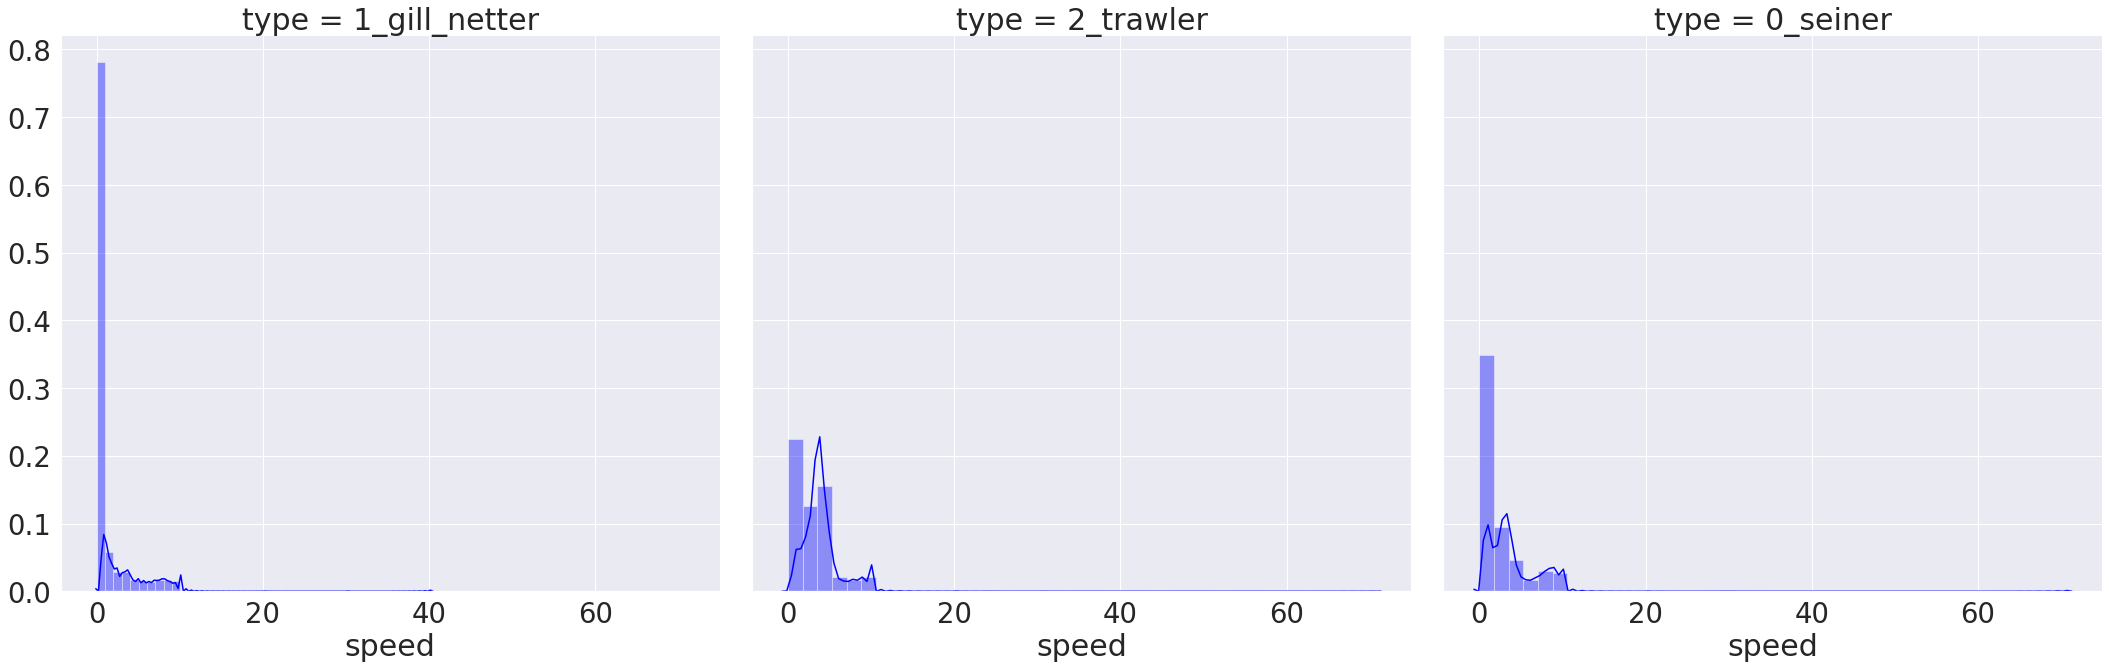 type = 1_gill_netter
type = 2_trawler
type = 0_seiner
0.8
0.7
0.6
0.5
0.4
0.3
0.2
0.1
0.0
0 20 40 60
0 20 40 60
0 20 40 60
speed
speed
speed